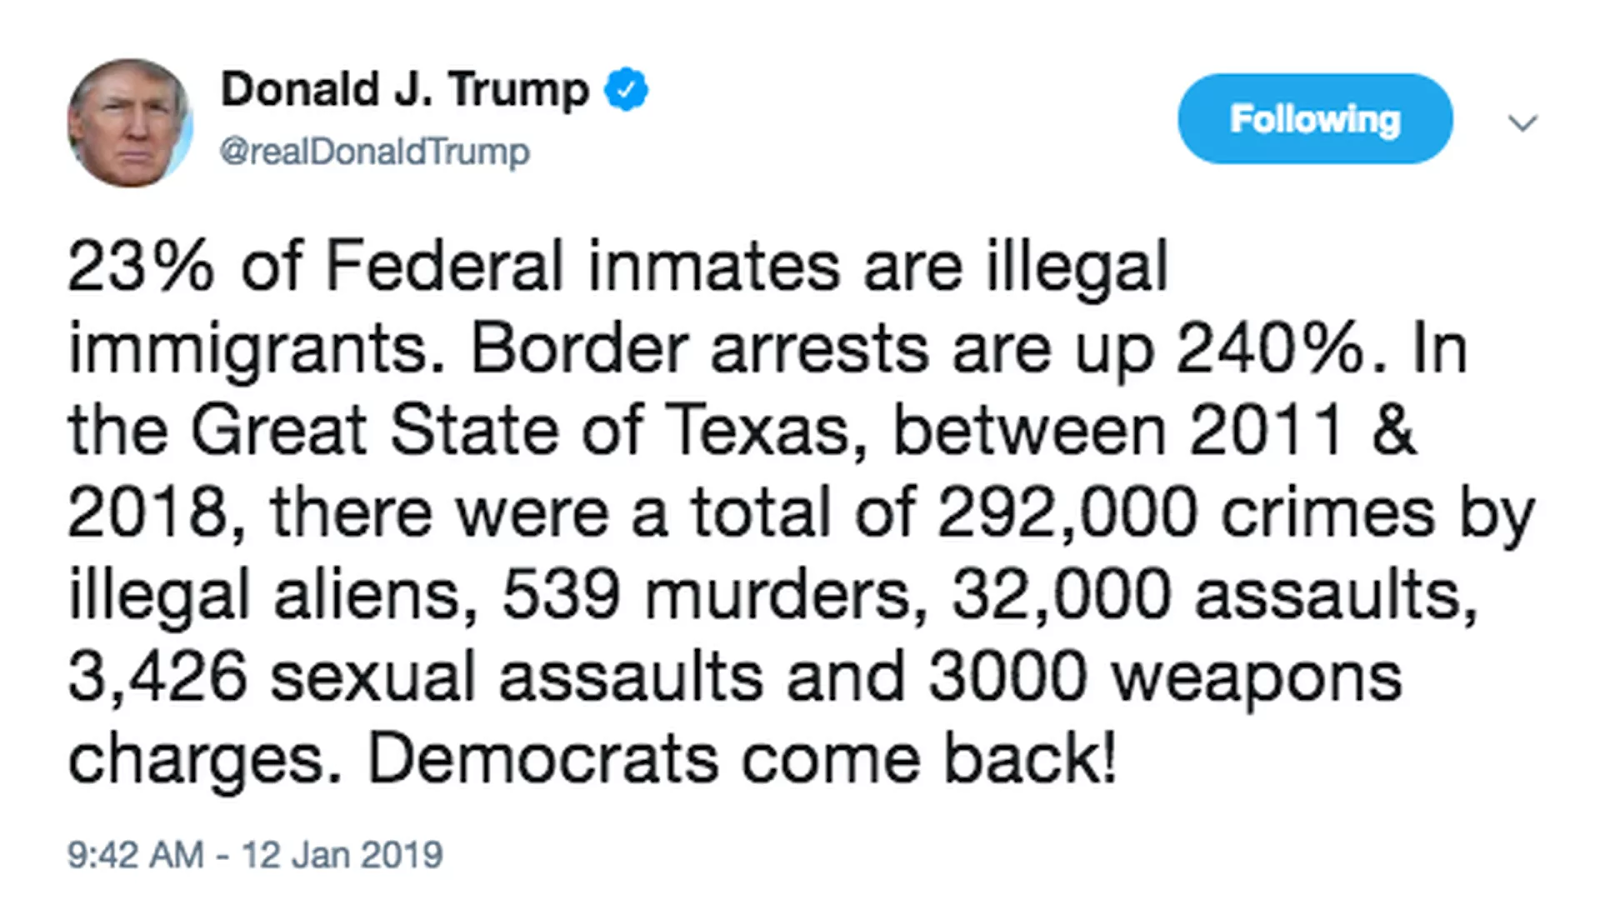 Donald J. Trump
@realDonaldTrump
Following
23% of Federal inmates are illegal
immigrants. Border arrests are up 240%. In
the Great State of Texas, between 2011 &
2018, there were a total of 292,000 crimes by
illegal aliens, 539 murders, 32,000 assaults,
3,426 sexual assaults and 3000 weapons
charges. Democrats come back!
9:42 AM - 12 Jan 2019